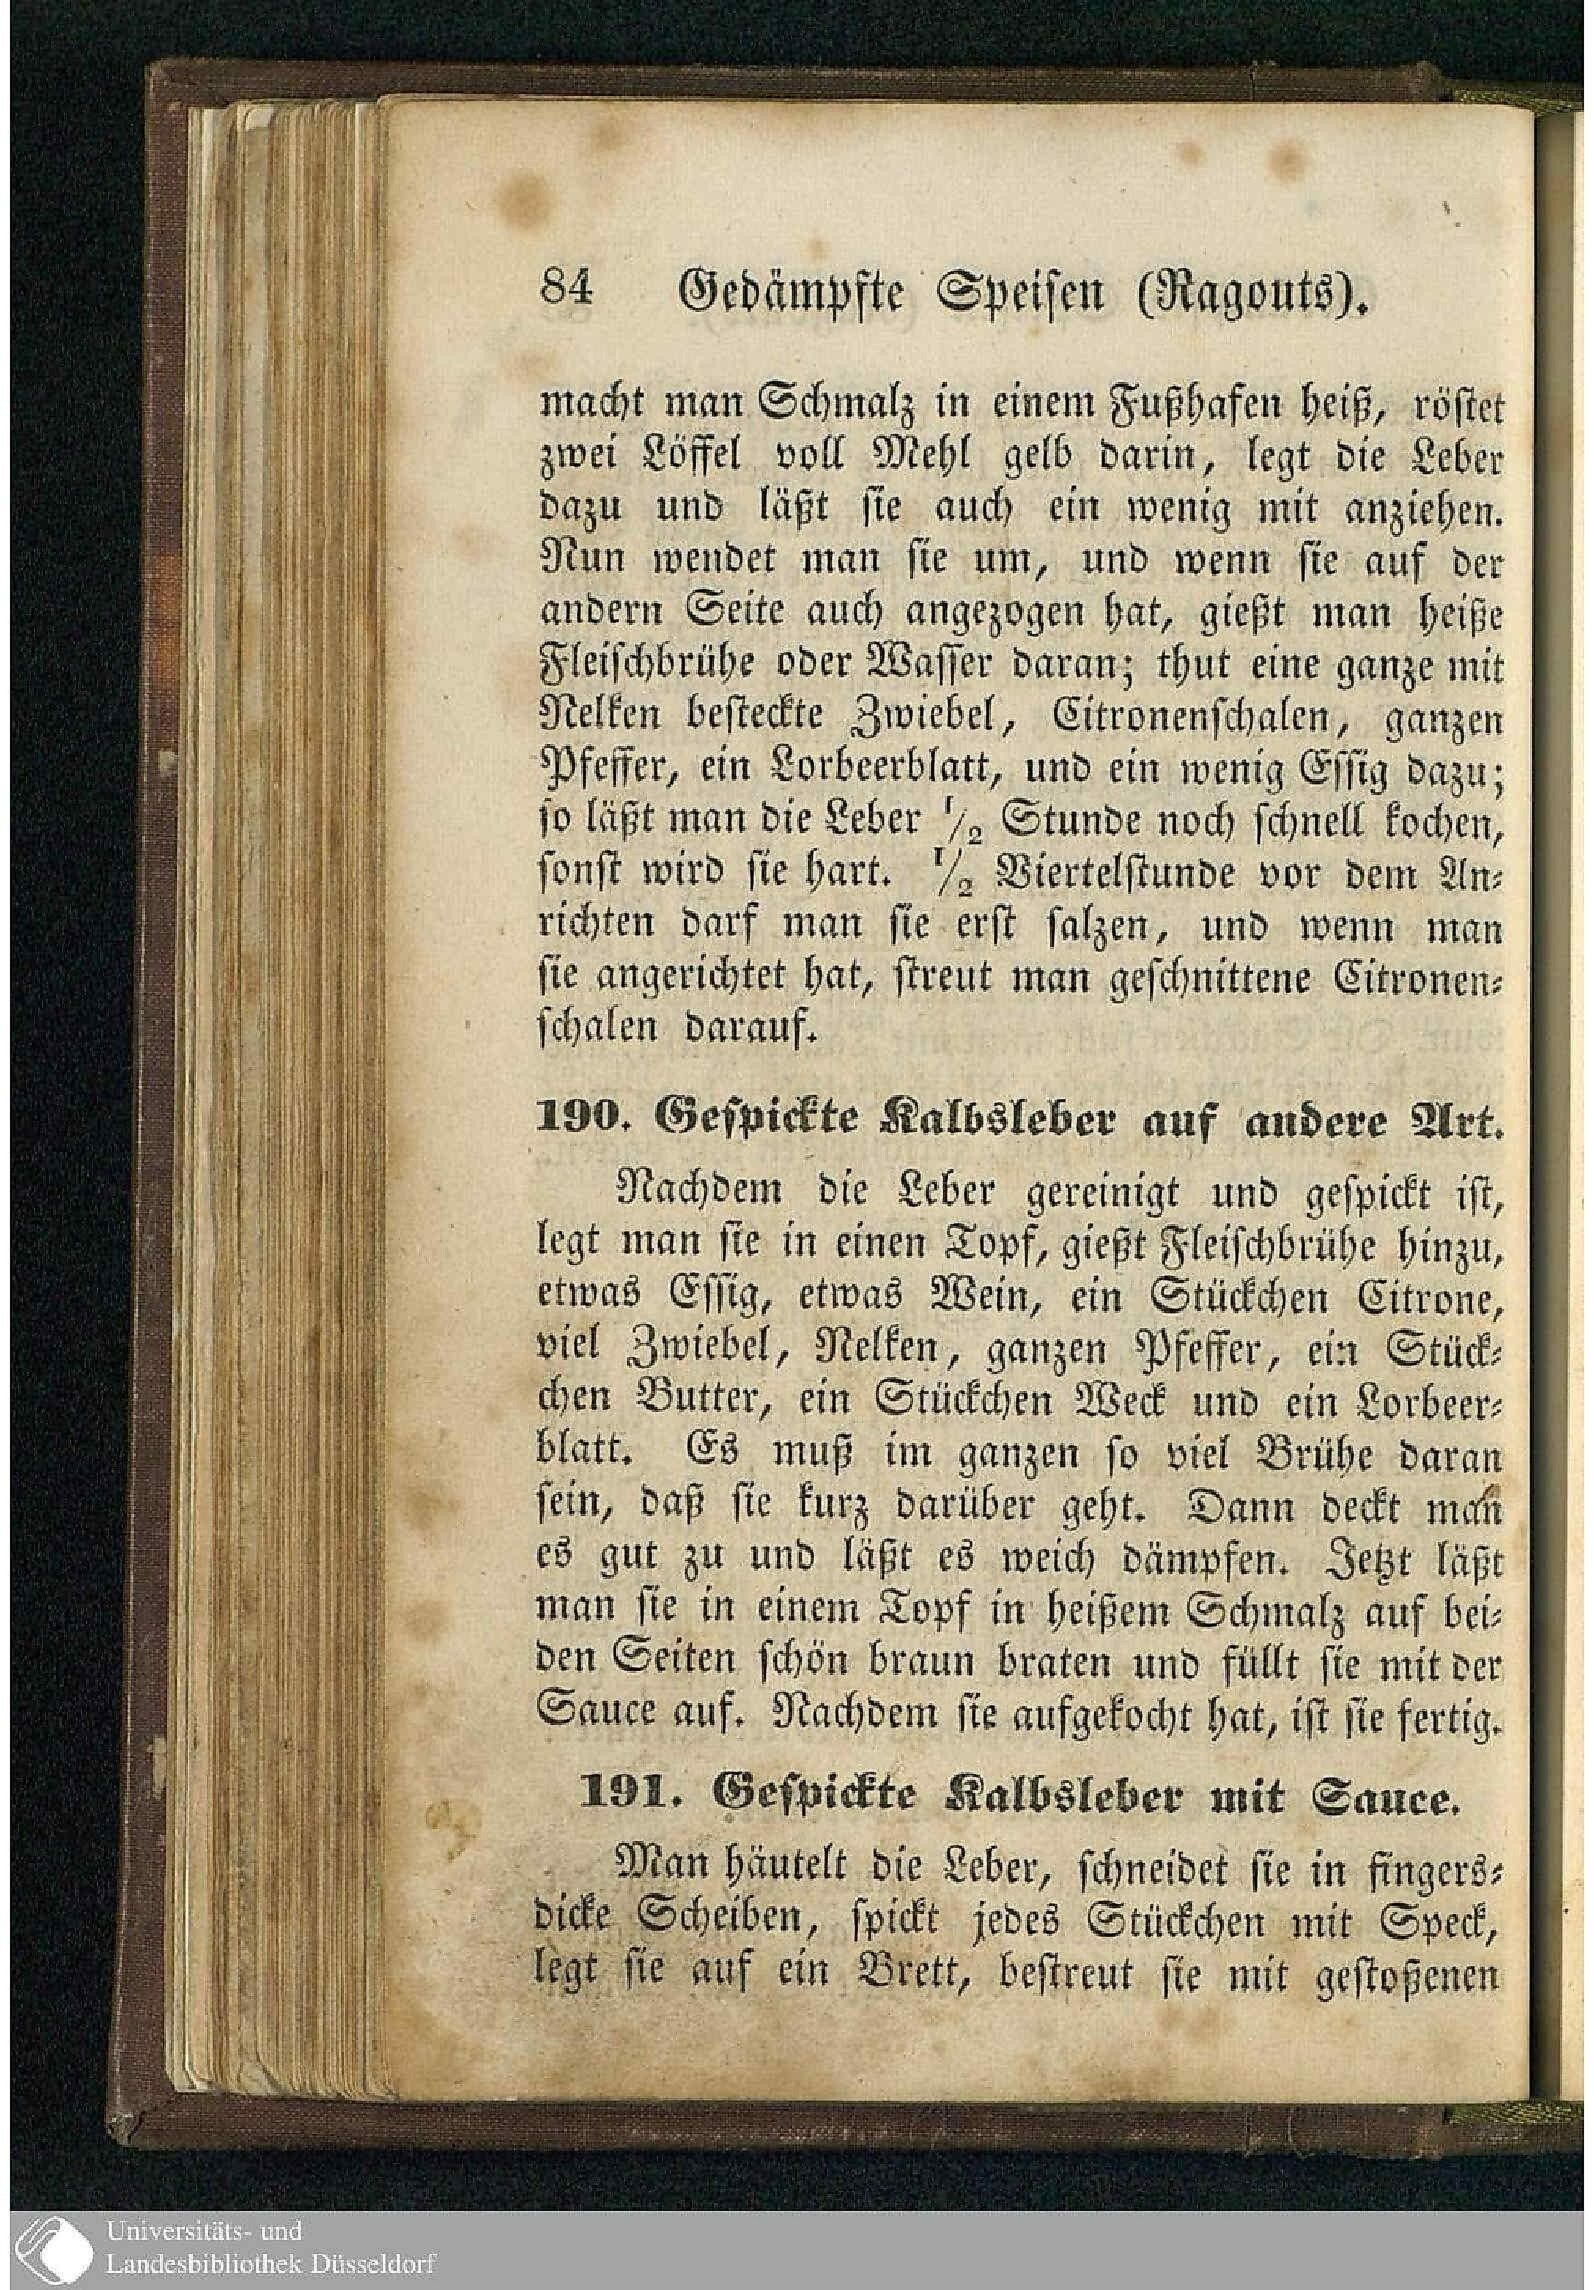 84 Gedämpfte Speisen (Ragouts).
macht man Schmalz in einem Fußhafen heiß, röstet
zwei Löffel voll Mehl gelb darin, legt die Leber
dazu und läßt sie auch ein wenig mit anziehen.
Nun wendet man sie um, und wenn sie auf der
andern Seite auch angezogen hat, gießt man heiße
Fleischbrühe oder Wasser daran; thut eine ganze mit
Nelken besteckte Zwiebel, Citronenschalen, ganzen
Pfeffer, ein Lorbeerblatt, und ein wenig Essig dazu;
so läßt man die Leber 1/2 Stunde noch schnell kochen,
sonst wird sie hart. 1/2 Viertelstunde vor dem An-
richten darf man sie erst salzen, und wenn man
sie angerichtet hat, streut man geschnittene Citronen-
schalen darauf.
190. Gespickte Kalbsleber auf andere Art.
Nachdem die Leber gereinigt und gespickt ist,
legt man sie in einen Topf, gießt Fleischbrühe hinzu,
etwas Essig, etwas Wein, ein Stückchen Citrone,
viel Zwiebel, Nelken, ganzen Pfeffer, ein Stück-
chen Butter, ein Stückchen Weck und ein Lorbeer-
blatt. Es muß im ganzen so viel Brühe daran
sein, daß sie kurz darüber geht. Dann deckt man
es gut zu und läßt es weich dämpfen. Jetzt läßt
man sie in einem Topf in heißem Schmalz auf bei-
den Seiten schön braun braten und füllt sie mit der
Sauce auf. Nachdem sie aufgekocht hat, ist sie fertig.
191. Gespickte Kalbsleber mit Sauce.
Man häutelt die Leber, schneidet sie in fingers-
dicke Scheiben, spickt jedes Stückchen mit Speck,
legt sie auf ein Brett, bestreut sie mit gestoßenen
Universitäts- und
Landesbibliothek Düsseldorf